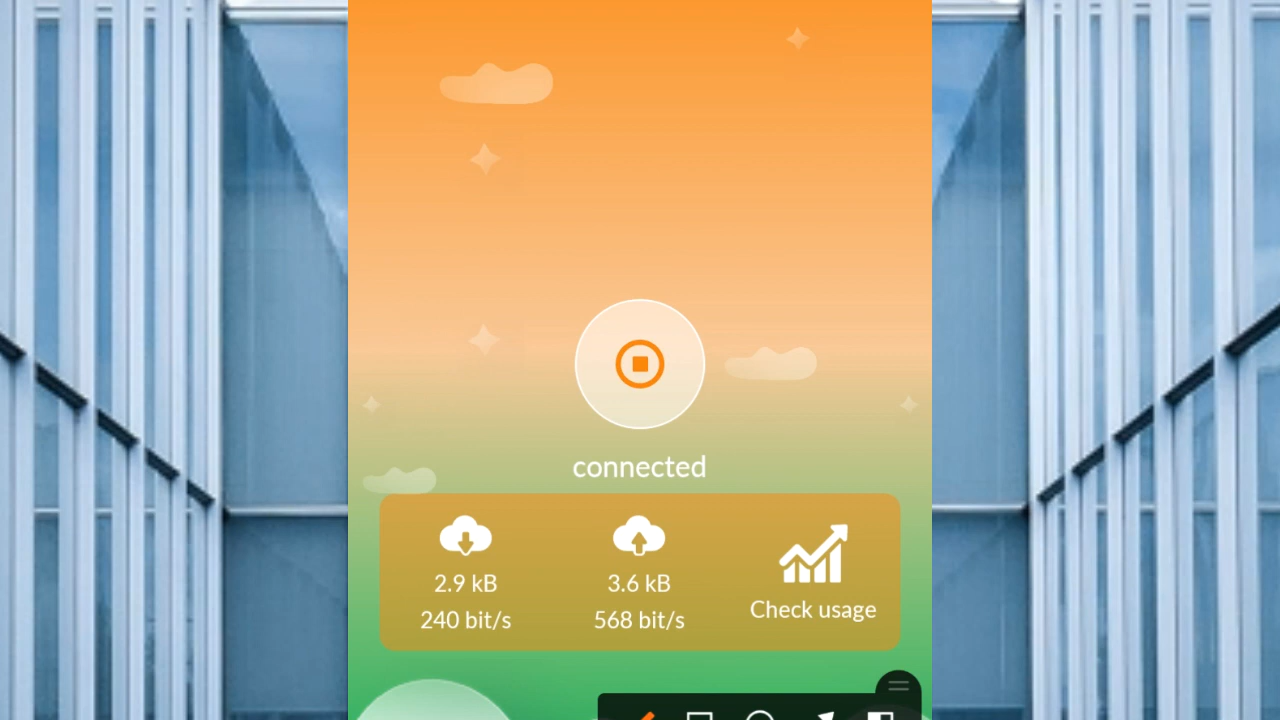 connected
2.9 kB
3.6 kB
240 bit/s
568 bit/s
Check usage